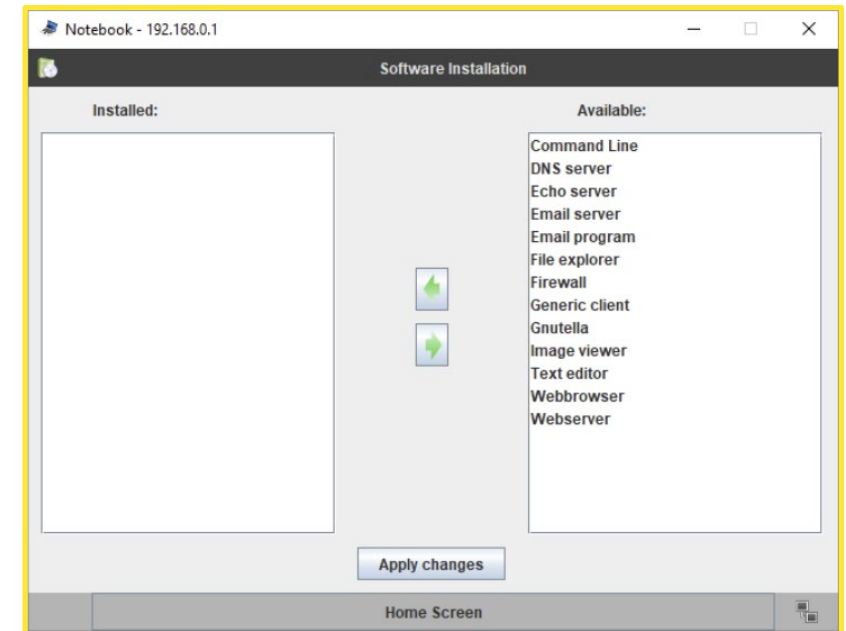 Notebook - 192.168.0.1
Software Installation
Installed:
Available:
Command Line
DNS server
Echo server
Email server
Email program
File explorer
Firewall
Generic client
Gnutella
Image viewer
Text editor
Webbrowser
Webserver
Apply changes
Home Screen